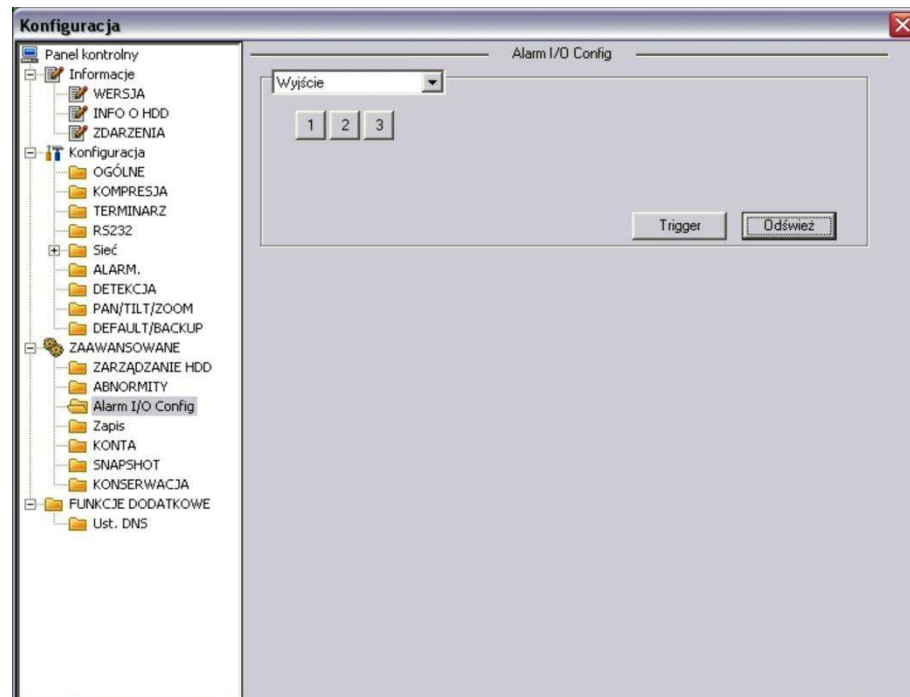 Konfiguracja
Panel kontrolny
Informacje
WERSJA
INFO O HDD
ZDARZENIA
Konfiguracja
OGÓLNE
KOMPRESJA
TERMINARZ
RS232
Sieć
ALARM.
DETEKCJA
PAN/TILT/ZOOM
DEFAULT/BACKUP
ZAAWANSOWANE
ZARZĄDZANIE HDD
ABNORMITY
Alarm I/O Config
Zapis
KONTA
SNAPSHOT
KONSERWACJA
FUNKCJE DODATKOWE
Ust. DNS
Alarm I/O Config
Wyjście
1 2 3
Trigger Odśwież